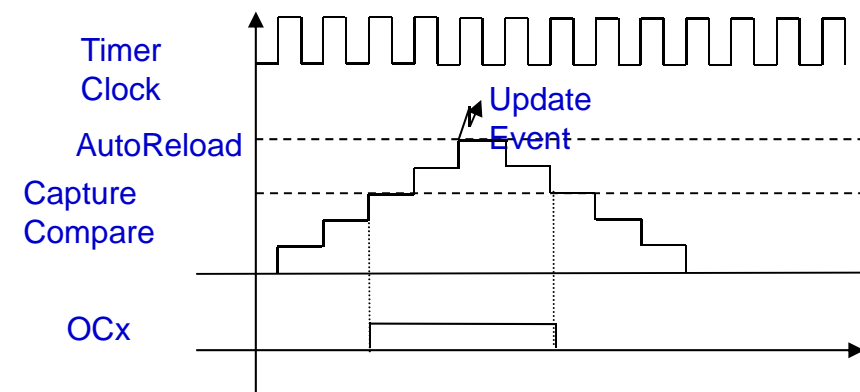 Timer
Clock
Update
Event
AutoReload
Capture
Compare
OCx